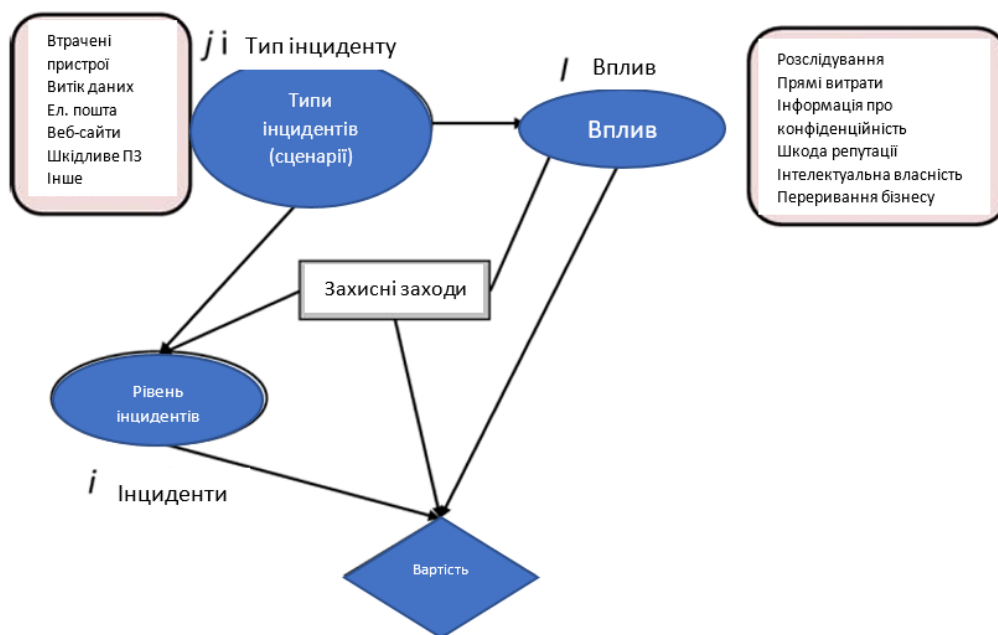 Втрачені
пристрої
Витік даних
Ел. пошта
Веб-сайти
Шкідливе ПЗ
Інше
j i Тип інциденту
Типи
інцидентів
(сценарії)
I Вплив
Вплив
Розслідування
Прямі витрати
Інформація про
конфіденційність
Шкода репутації
Інтелектуальна власність
Переривання бізнесу
Захисні заходи
Рівень
інцидентів
i Інциденти
Вартість